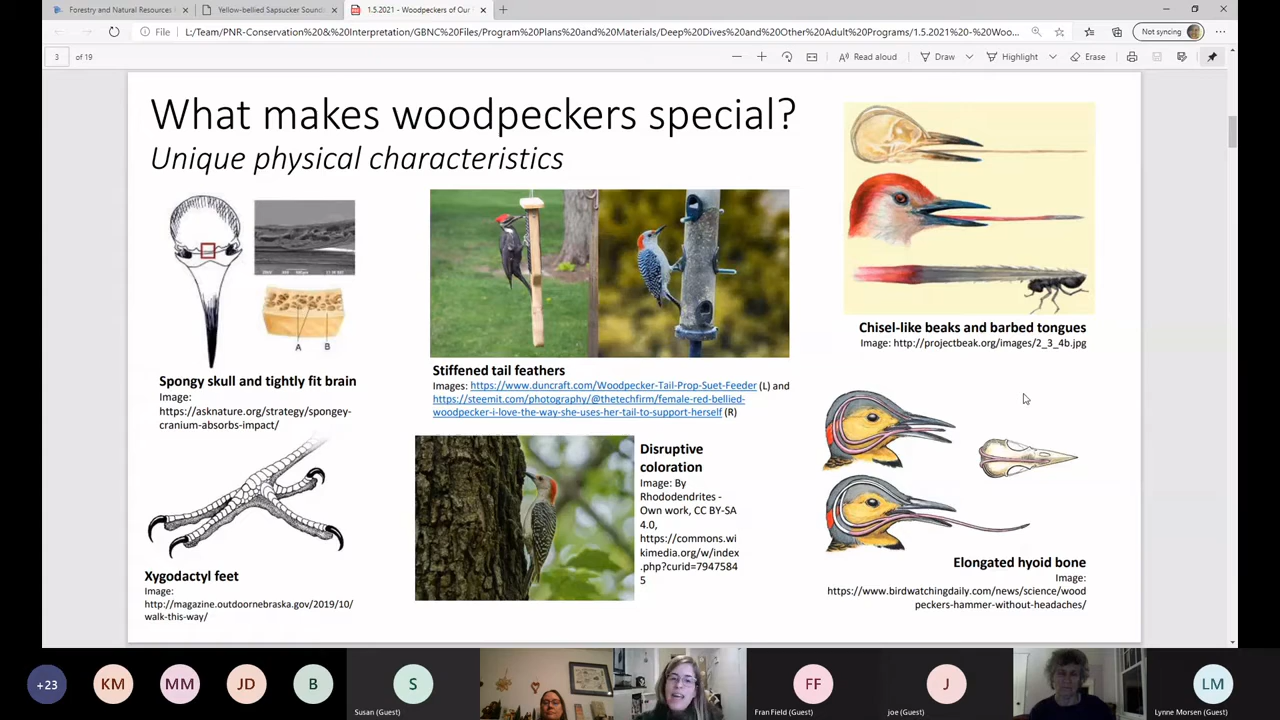 Forestry and Natural Resources
Yellow-bellied Sapsucker Sound
1.5.2021 - Woodpeckers of Our
File
L:/Team/PNR-Conservation%20&%20Interpretation/GBNC%20Files/Program%20Plans%20and%20Materials/Deep%20Dives%20and%20Other%20Adult%20Programs/1.5.2021%20-%20Woo...
Not syncing
3 of 19
Read aloud
Draw
Highlight
Erase
What makes woodpeckers special?
Unique physical characteristics
A B
Spongy skull and tightly fit brain
Image:
https://asknature.org/strategy/spongey-
cranium-absorbs-impact/
Xygodactyl feet
Image:
http://magazine.outdoornebraska.gov/2019/10/
walk-this-way/
Stiffened tail feathers
Images: https://www.duncraft.com/Woodpecker-Tail-Prop-Suet-Feeder (L) and
https://steemit.com/photography/@thetechfirm/female-red-bellied-
woodpecker-i-love-the-way-she-uses-her-tail-to-support-herself (R)
Disruptive
coloration
Image: By
Rhododendrites -
Own work, CC BY-SA
4.0,
https://commons.wi
kimedia.org/w/index
.php?curid=7947584
5
Chisel-like beaks and barbed tongues
Image: http://projectbeak.org/images/2_3_4b.jpg
Elongated hyoid bone
Image:
https://www.birdwatchingdaily.com/news/science/wood
peckers-hammer-without-headaches/
+23
KM
MM
JD
B
S
Susan (Guest)
FF
Fran Field (Guest)
J
joe (Guest)
LM
Lynne Morsen (Guest)